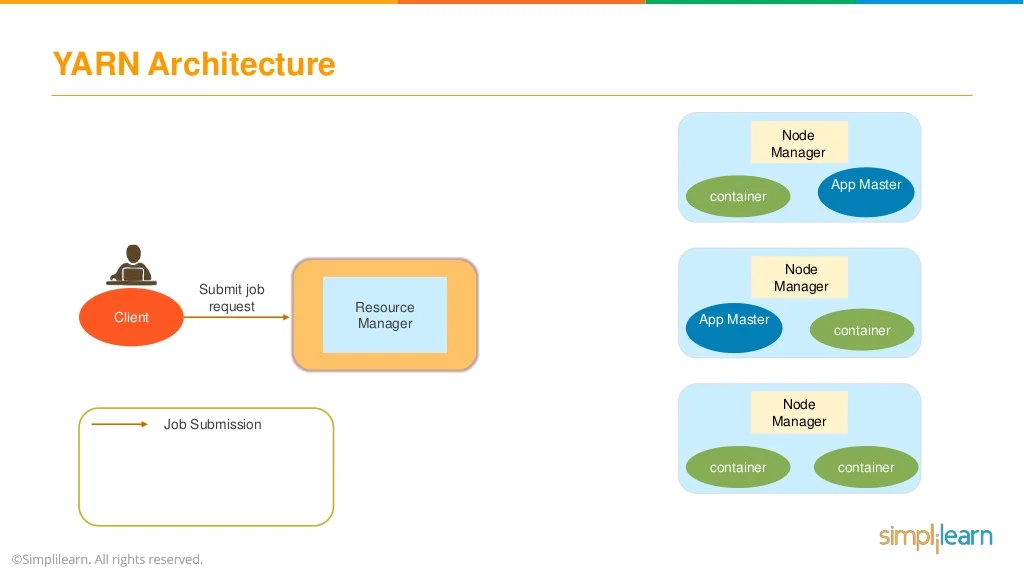 YARN Architecture
Node
Manager
container
App Master
Node
Manager
App Master
container
Node
Manager
container
container
Client
Submit job
request
Resource
Manager
Job Submission
©Simplilearn. All rights reserved.
simplilearn